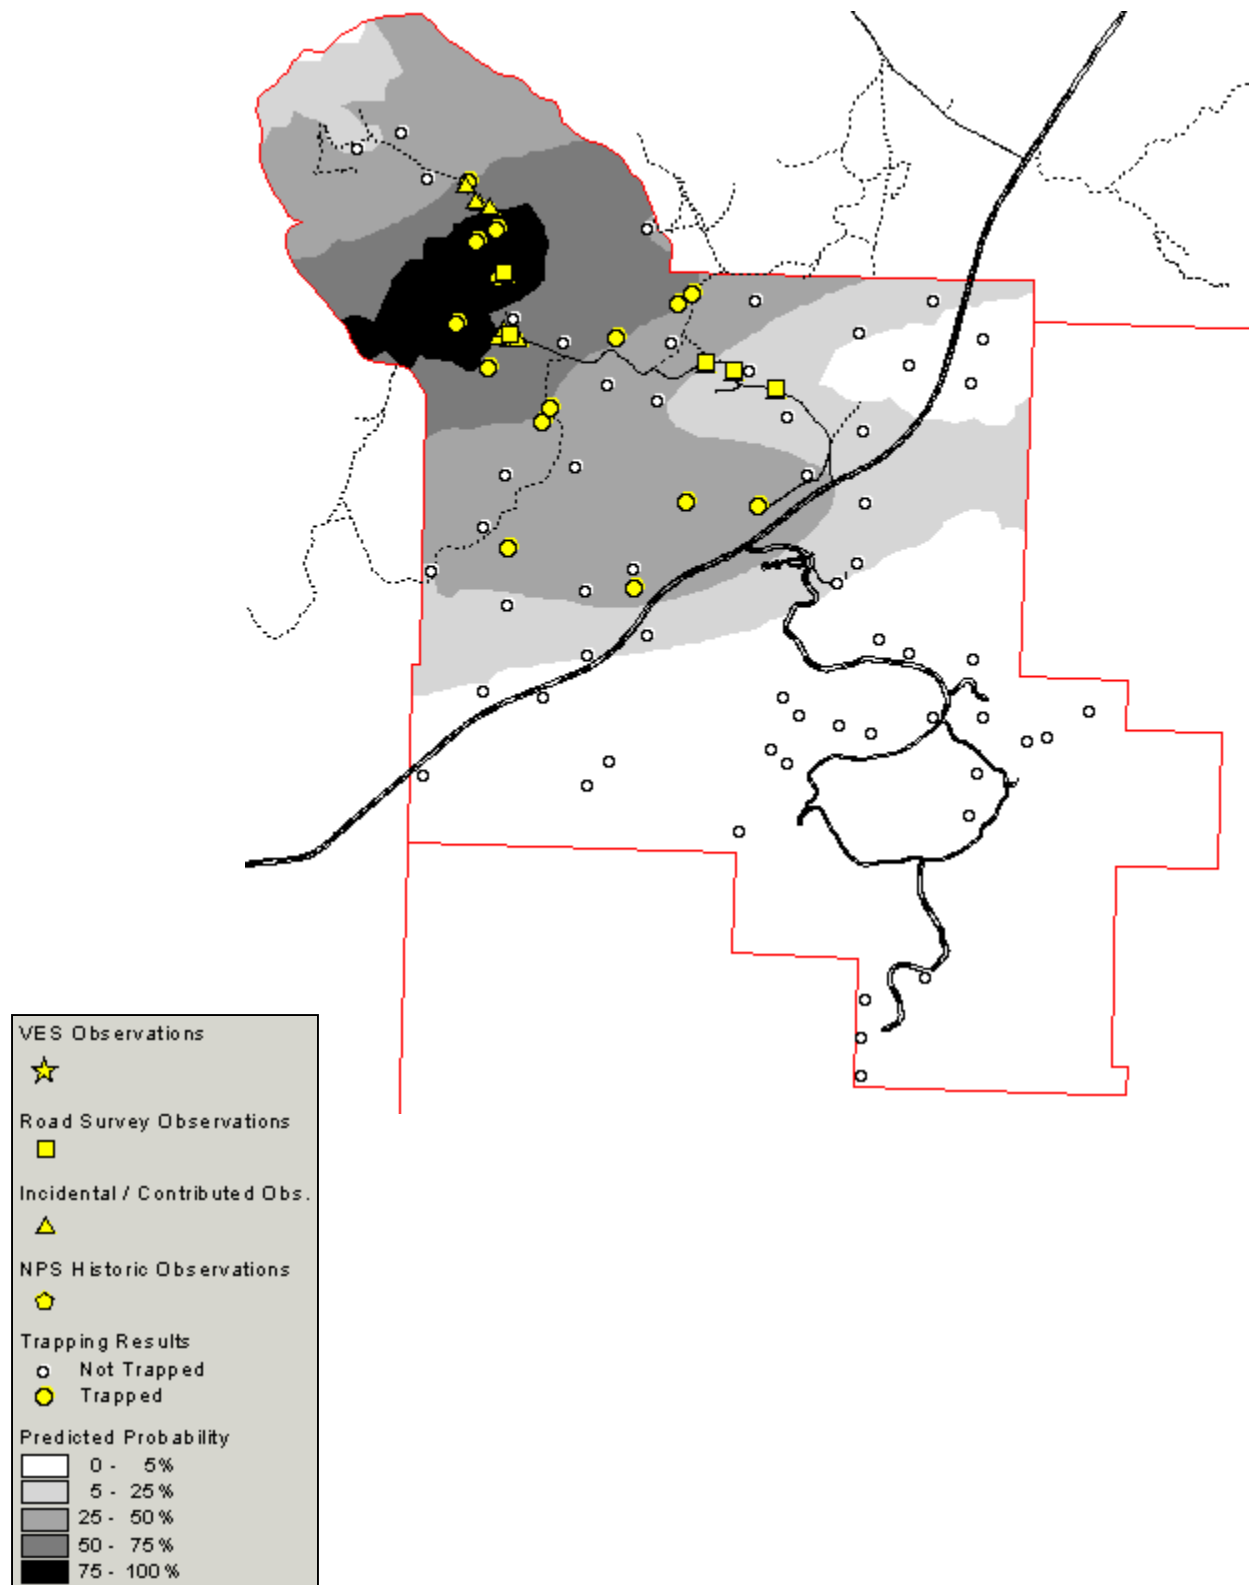 VES Observations
Road Survey Observations
Incidental / Contributed Obs.
NPS Historic Observations
Trapping Results
Not Trapped
Trapped
Predicted Probability
0 - 5%
5 - 25%
25 - 50%
50 - 75%
75 - 100%